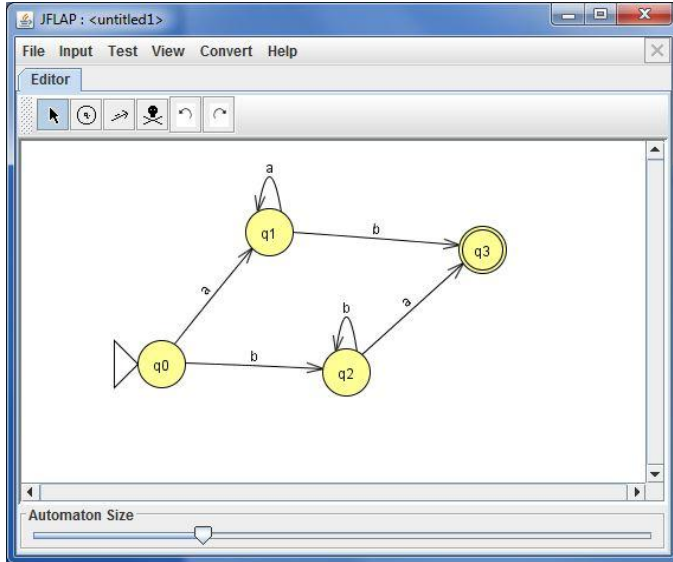 JFLAP : <untitled1>
File Input Test View Convert Help
Editor
a
q1
b
q3
a
b
a
q0
b
q2
Automaton Size